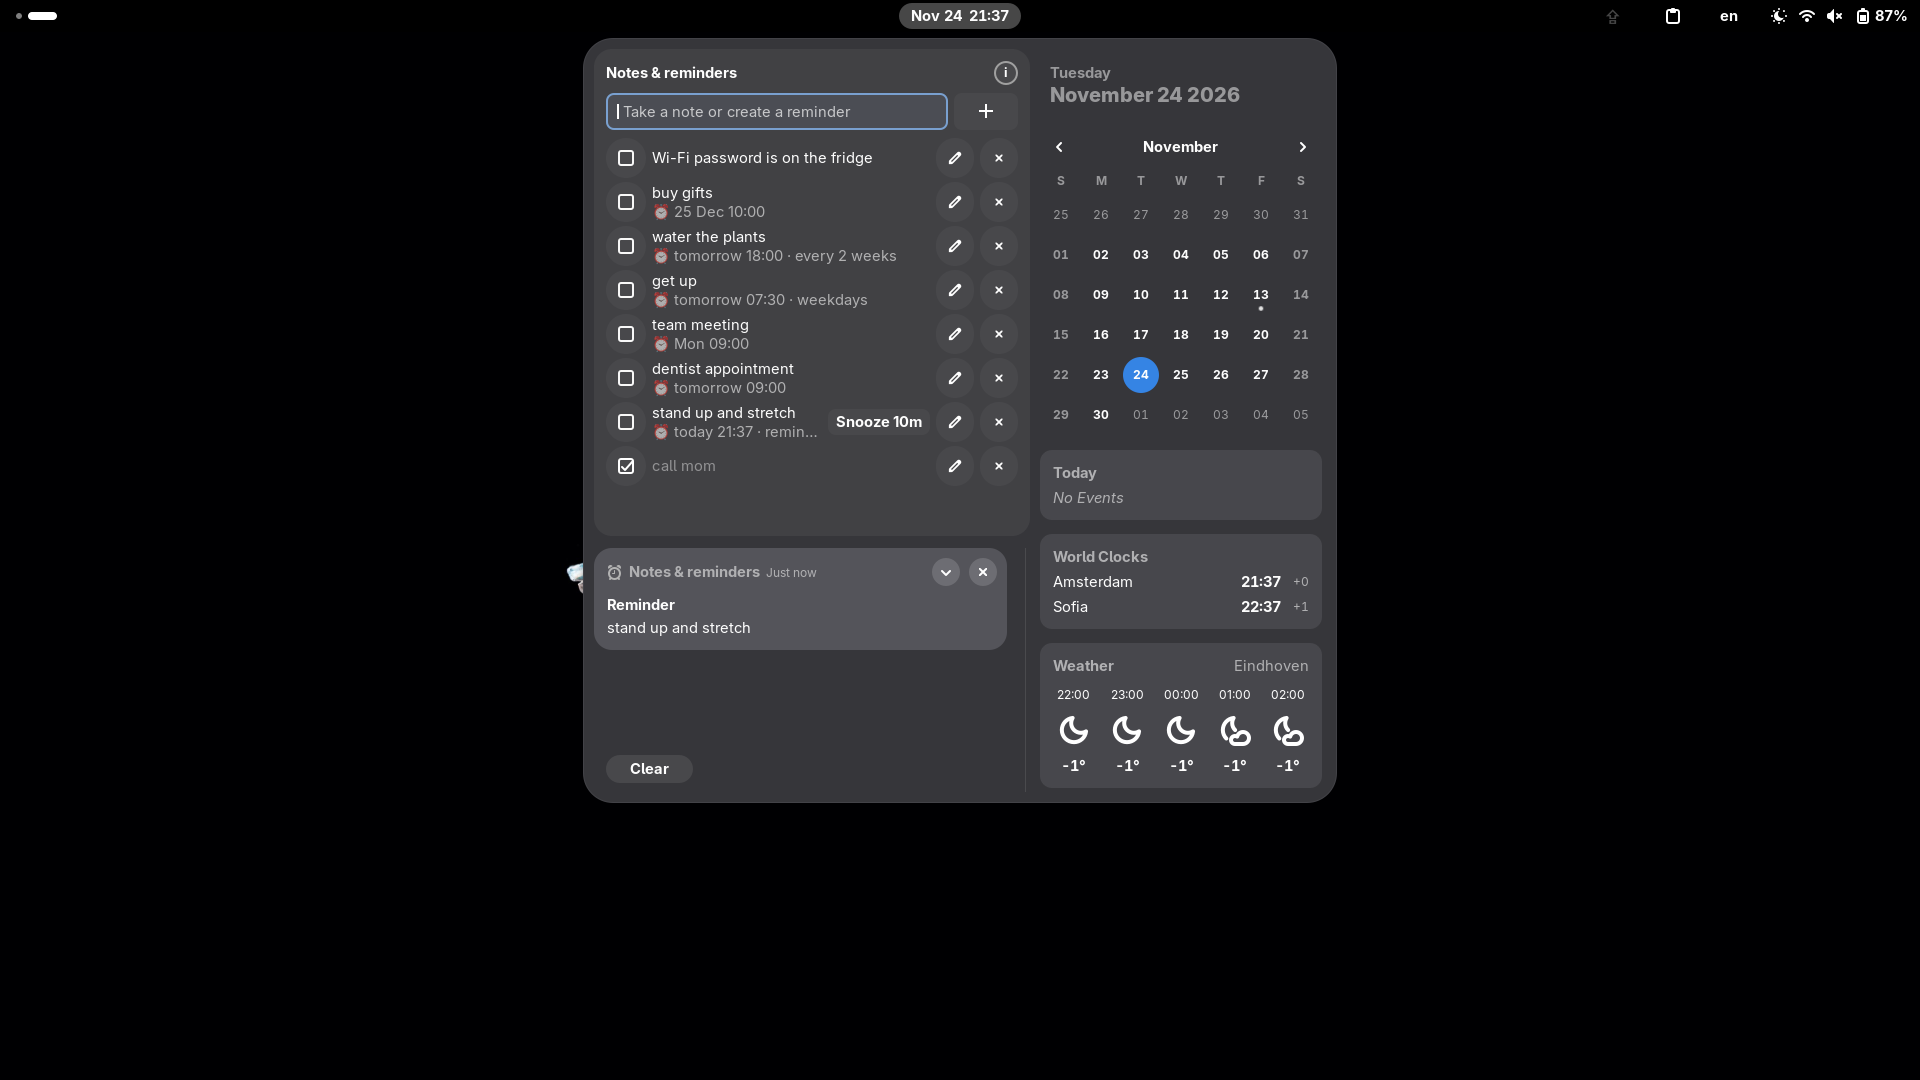 Nov 24 21:37
en
87%
Notes & reminders
Take a note or create a reminder
Wi-Fi password is on the fridge
buy gifts
⏰ 25 Dec 10:00
water the plants
⏰ tomorrow 18:00 · every 2 weeks
get up
⏰ tomorrow 07:30 · weekdays
team meeting
⏰ Mon 09:00
dentist appointment
⏰ tomorrow 09:00
stand up and stretch
⏰ today 21:37 · remin...
Snooze 10m
call mom
Notes & reminders Just now
Reminder
stand up and stretch
Clear
Tuesday
November 24 2026
November
S M T W T F S
25 26 27 28 29 30 31
01 02 03 04 05 06 07
08 09 10 11 12 13 14
15 16 17 18 19 20 21
22 23 24 25 26 27 28
29 30 01 02 03 04 05
Today
No Events
World Clocks
Amsterdam 21:37 +0
Sofia 22:37 +1
Weather Eindhoven
22:00 23:00 00:00 01:00 02:00
-1° -1° -1° -1° -1°